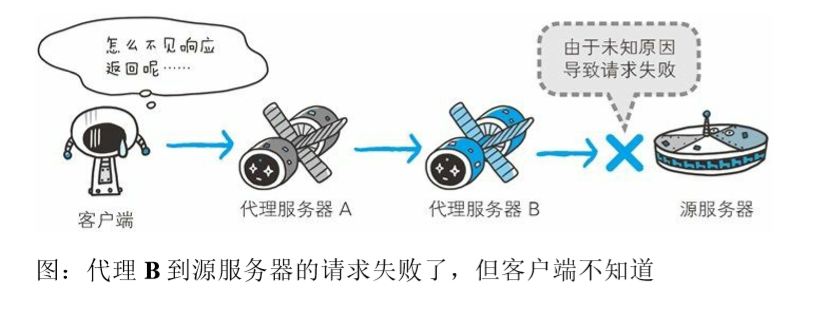 怎么不见响应
返回呢……
由于未知原因
导致请求失败
客户端
代理服务器 A
代理服务器 B
源服务器
图：代理 B 到源服务器的请求失败了，但客户端不知道